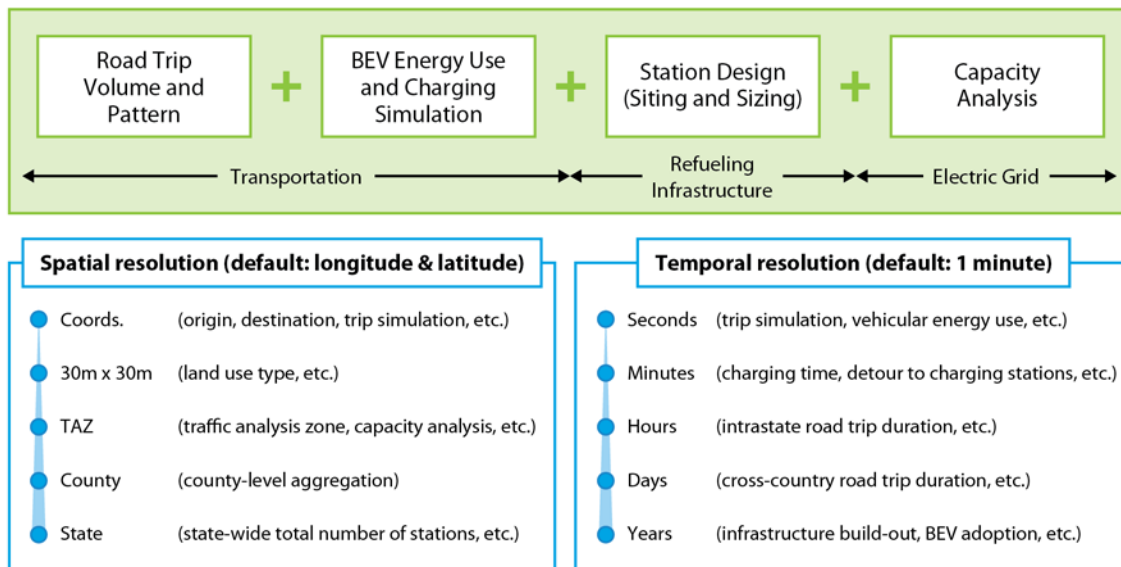 Road Trip
Volume and
Pattern
+
BEV Energy Use
and Charging
Simulation
+
Station Design
(Siting and Sizing)
+
Capacity
Analysis
Transportation
Refueling
Infrastructure
Electric Grid
Spatial resolution (default: longitude & latitude)
Coords. (origin, destination, trip simulation, etc.)
30m x 30m (land use type, etc.)
TAZ (traffic analysis zone, capacity analysis, etc.)
County (county-level aggregation)
State (state-wide total number of stations, etc.)
Temporal resolution (default: 1 minute)
Seconds (trip simulation, vehicular energy use, etc.)
Minutes (charging time, detour to charging stations, etc.)
Hours (intrastate road trip duration, etc.)
Days (cross-country road trip duration, etc.)
Years (infrastructure build-out, BEV adoption, etc.)